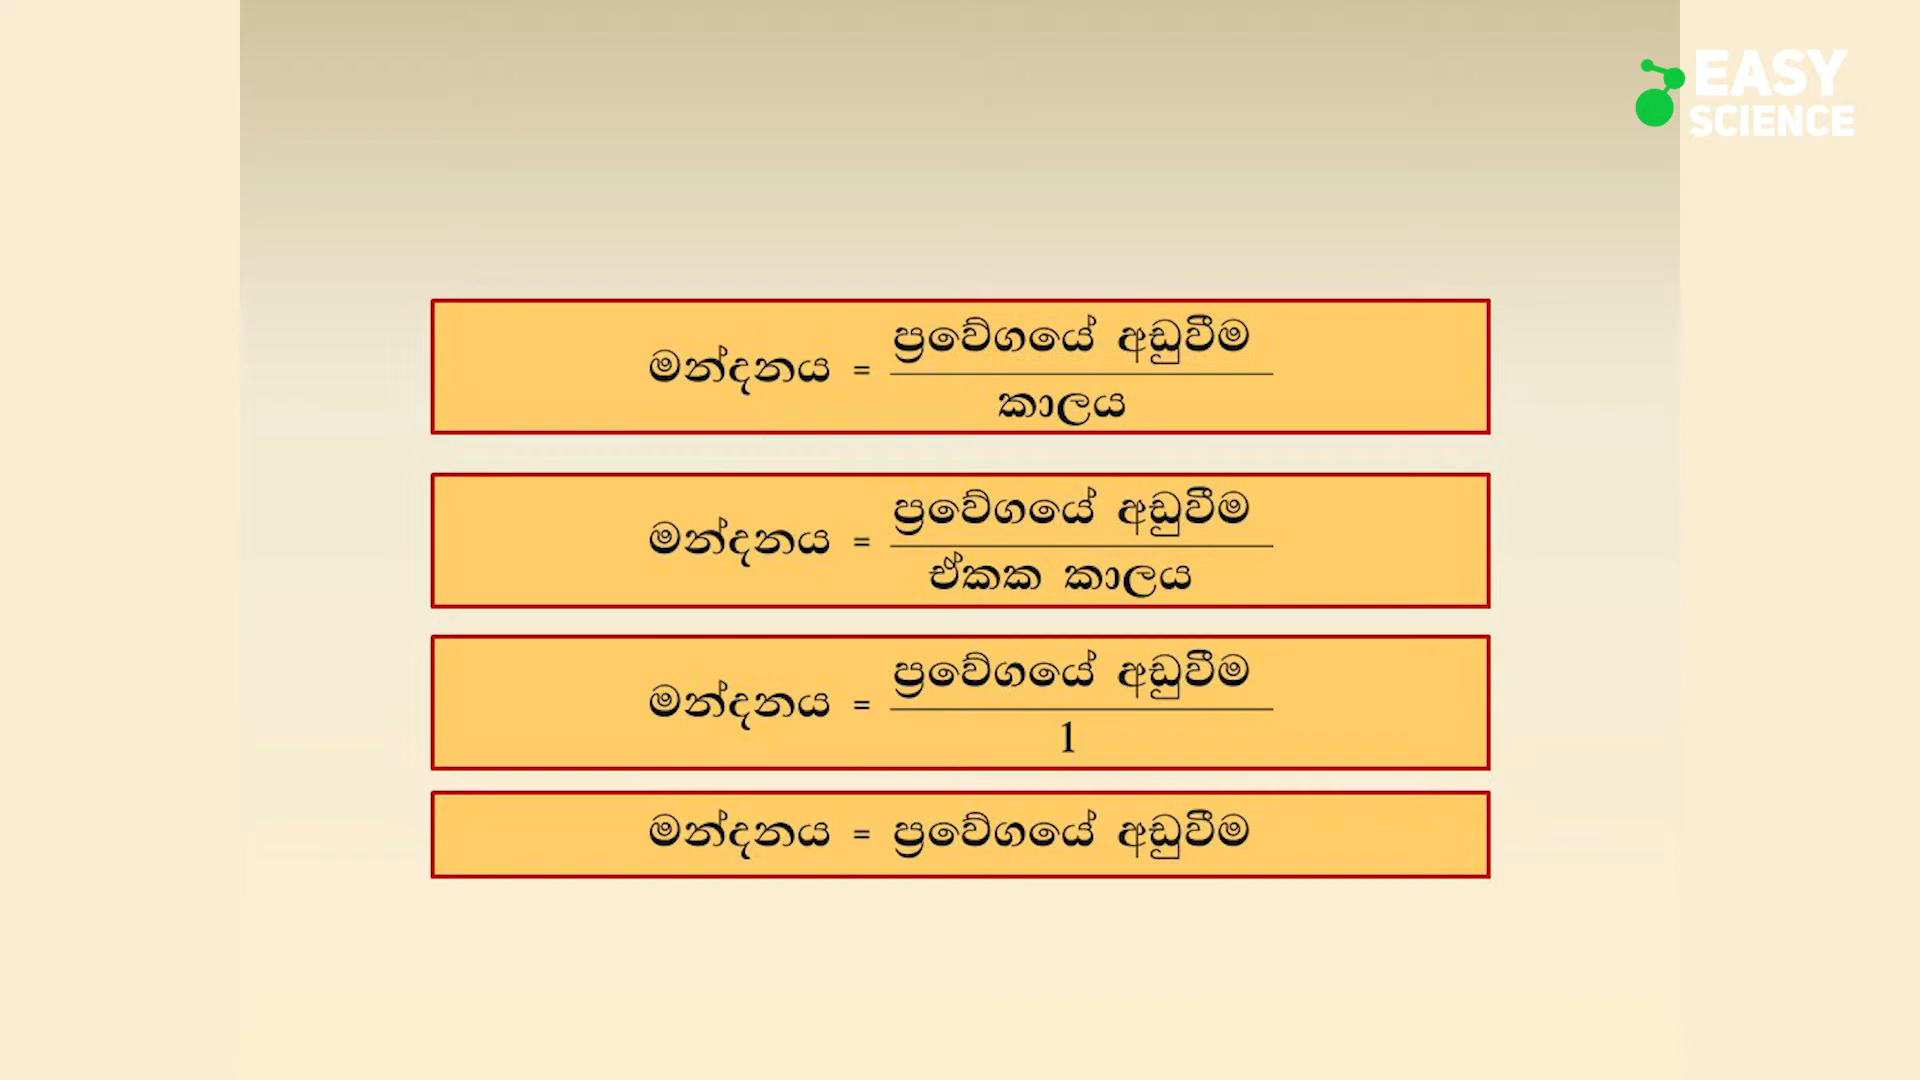 EASY
SCIENCE
මන්දනය = ප්‍රවේගයේ අඩුවීම
කාලය
මන්දනය = ප්‍රවේගයේ අඩුවීම
ඒකක කාලය
මන්දනය = ප්‍රවේගයේ අඩුවීම
1
මන්දනය = ප්‍රවේගයේ අඩුවීම